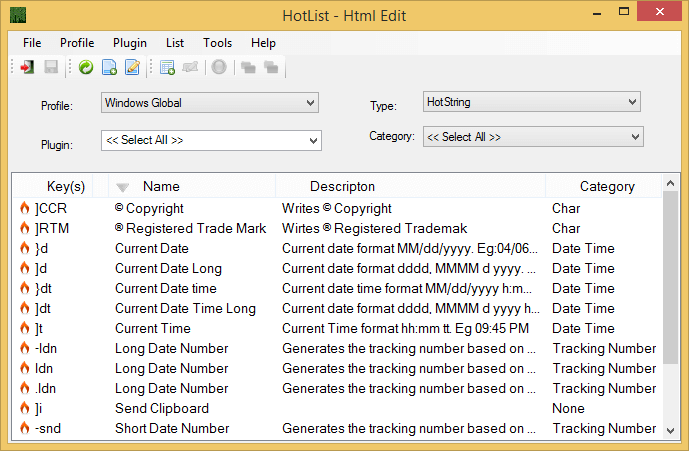 HotList - Html Edit
File Profile Plugin List Tools Help
Profile: Windows Global Type: HotString
Plugin: << Select All >> Category: << Select All >>
Key(s) Name Descripton Category
]CCR © Copyright Writes © Copyright Char
]RTM ® Registered Trade Mark Wirtes ® Registered Trademak Char
}d Current Date Current date format MM/dd/yyyy. Eg:04/06... Date Time
]d Current Date Long Current date format dddd, MMMM d yyyy. ... Date Time
}dt Current Date time Current date time format MM/dd/yyyy h:m... Date Time
]dt Current Date Time Long Current date format dddd, MMMM d yyyy h... Date Time
]t Current Time Current Time format hh:mm tt. Eg 09:45 PM Date Time
-ldn Long Date Number Generates the tracking number based on ... Tracking Number
ldn Long Date Number Generates the tracking number based on ... Tracking Number
.ldn Long Date Number Generates the tracking number based on ... Tracking Number
]i Send Clipboard None
-snd Short Date Number Generates the tracking number based on ... Tracking Number